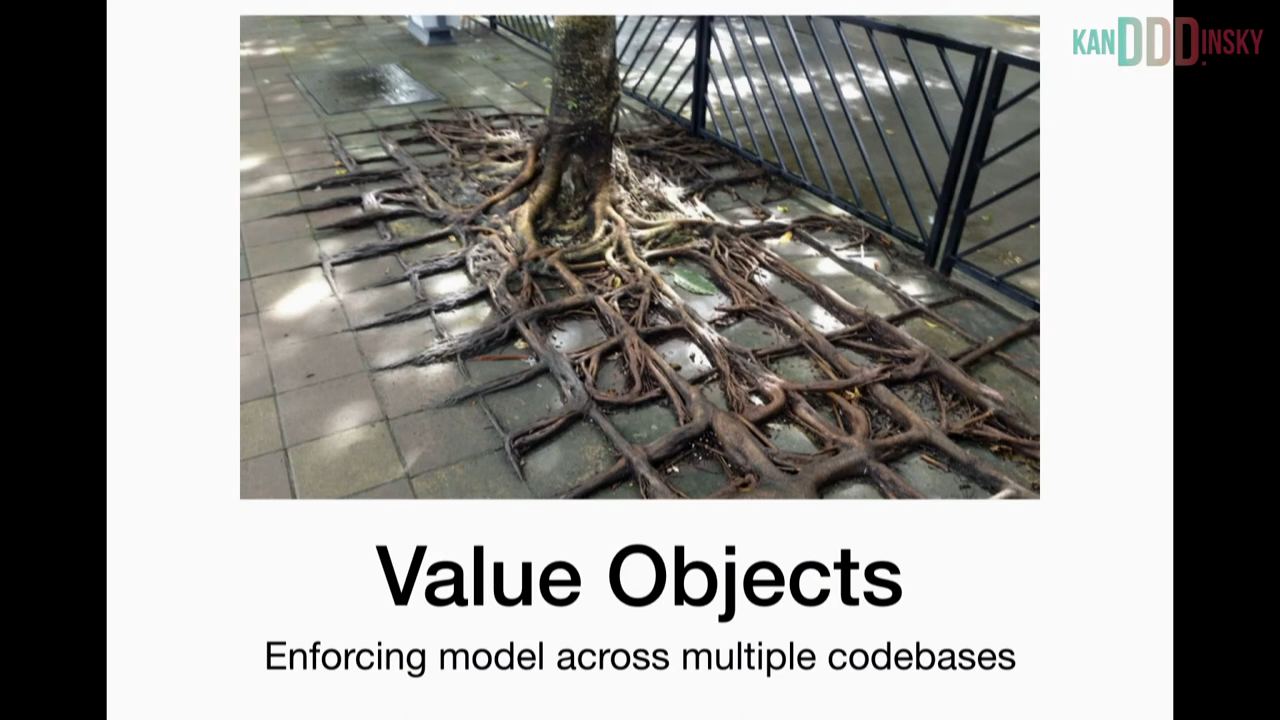 KANDDDINSKY
Value Objects
Enforcing model across multiple codebases